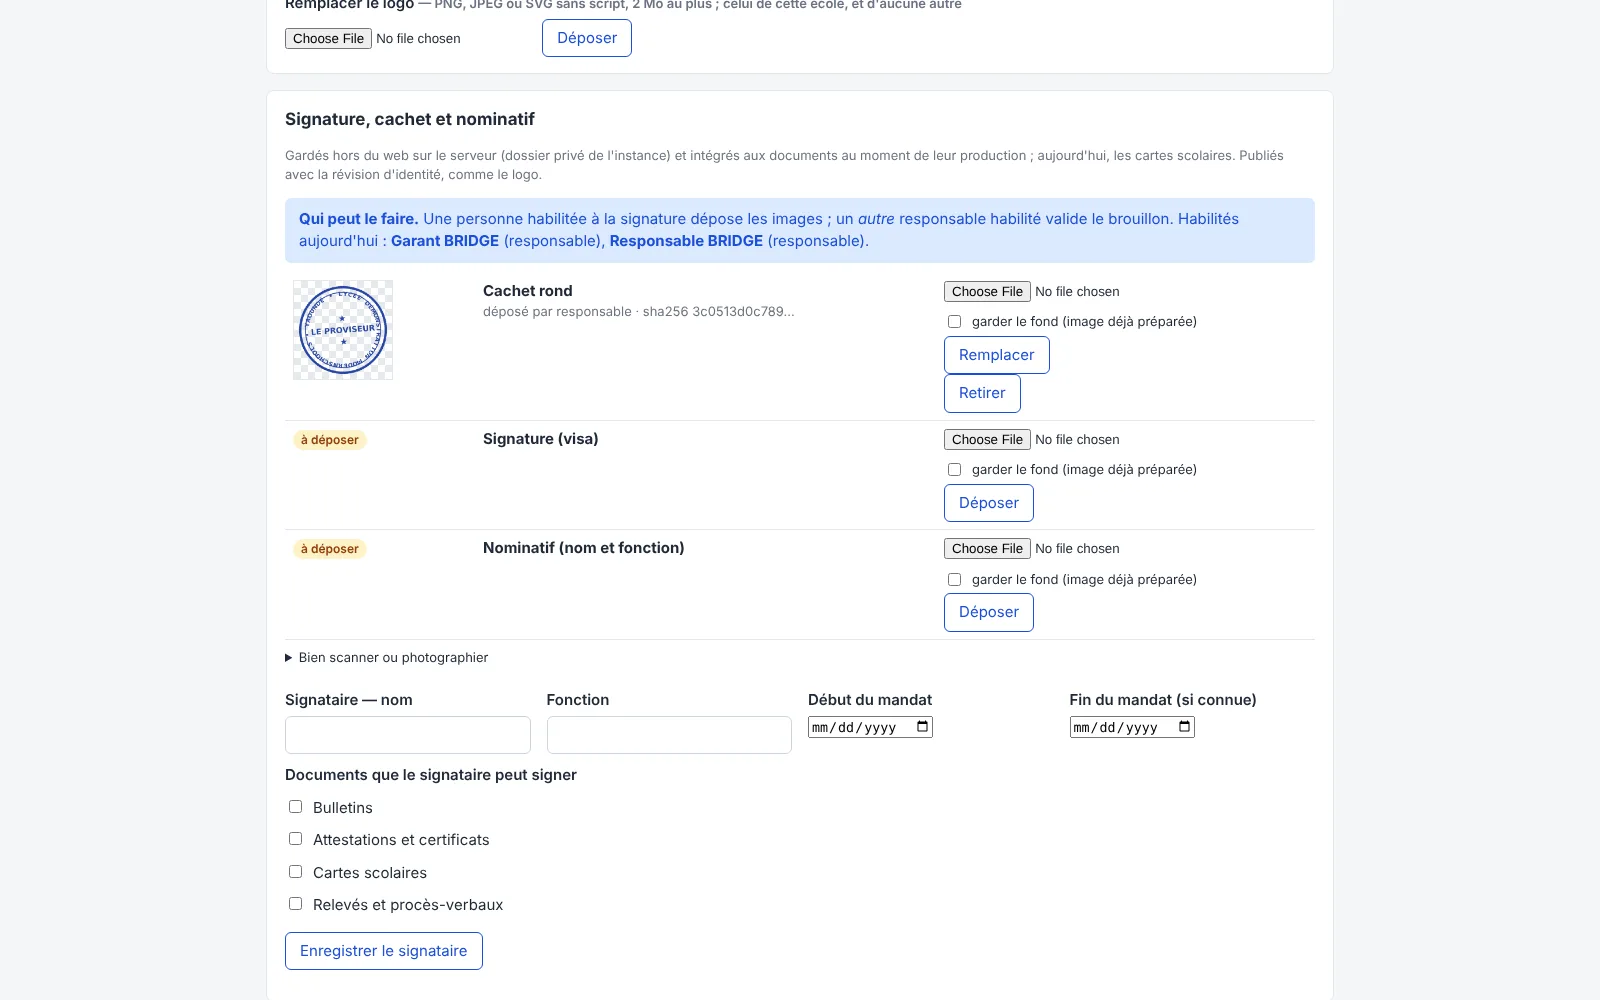 Remplacer le logo — PNG, JPEG ou SVG sans script, 2 Mo au plus ; celui de cette école, et d'aucune autre
Choose File No file chosen Déposer
Signature, cachet et nominatif
Gardés hors du web sur le serveur (dossier privé de l'instance) et intégrés aux documents au moment de leur production ; aujourd'hui, les cartes scolaires. Publiés
avec la révision d'identité, comme le logo.
Qui peut le faire. Une personne habilitée à la signature dépose les images ; un autre responsable habilité valide le brouillon. Habilités
aujourd'hui : Garant BRIDGE (responsable), Responsable BRIDGE (responsable).
LE PROVISEUR
Cachet rond
déposé par responsable · sha256 3c0513d0c789...
Choose File No file chosen
garder le fond (image déjà préparée)
Remplacer
Retirer
à déposer
Signature (visa)
Choose File No file chosen
garder le fond (image déjà préparée)
Déposer
à déposer
Nominatif (nom et fonction)
Choose File No file chosen
garder le fond (image déjà préparée)
Déposer
Bien scanner ou photographier
Signataire — nom
Fonction
Début du mandat
Fin du mandat (si connue)
mm/dd/yyyy
mm/dd/yyyy
Documents que le signataire peut signer
Bulletins
Attestations et certificats
Cartes scolaires
Relevés et procès-verbaux
Enregistrer le signataire